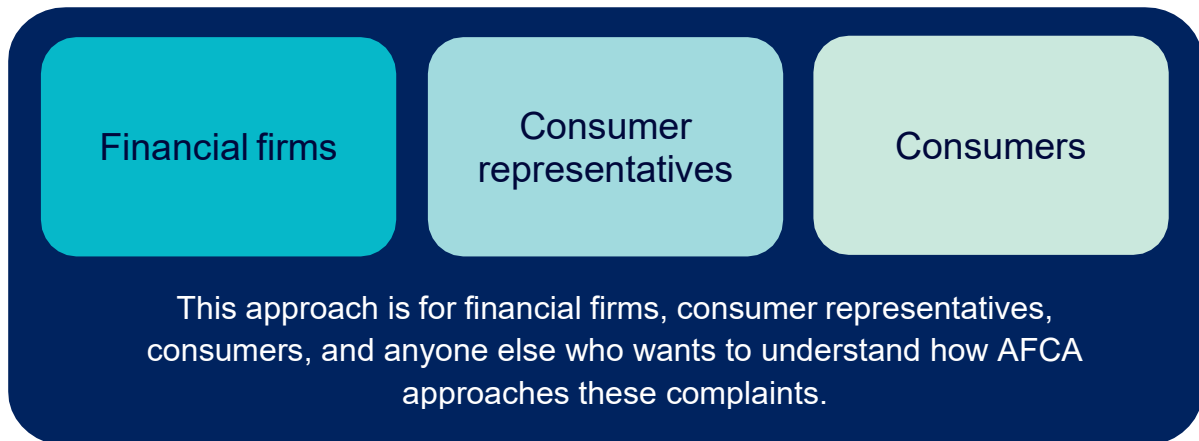 Financial firms
Consumer
representatives
Consumers
This approach is for financial firms, consumer representatives,
consumers, and anyone else who wants to understand how AFCA
approaches these complaints.